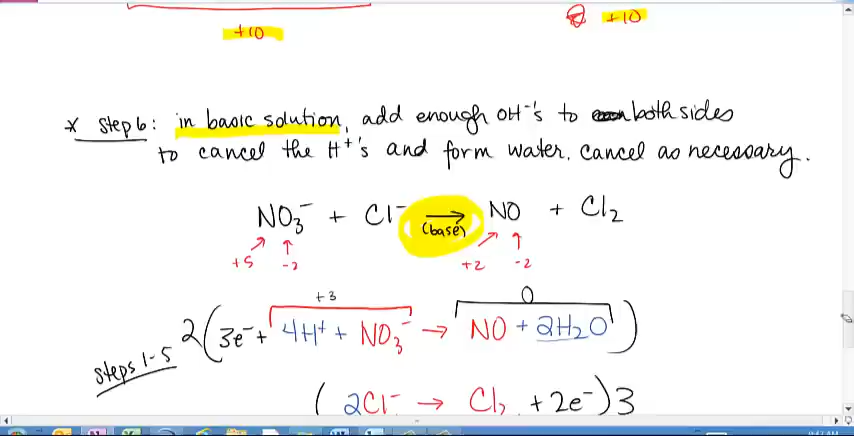 +10 +10
* Step 6: in basic solution, add enough OH⁻'s to both sides
to cancel the H⁺'s and form water. Cancel as necessary.
NO₃⁻ + Cl⁻ → (base) NO + Cl₂
+5 -2 +2 -2
+3 0
2(3e⁻ + 4H⁺ + NO₃⁻ → NO + 2H₂O)
Steps 1-5
(2Cl⁻ → Cl₂ + 2e⁻)3